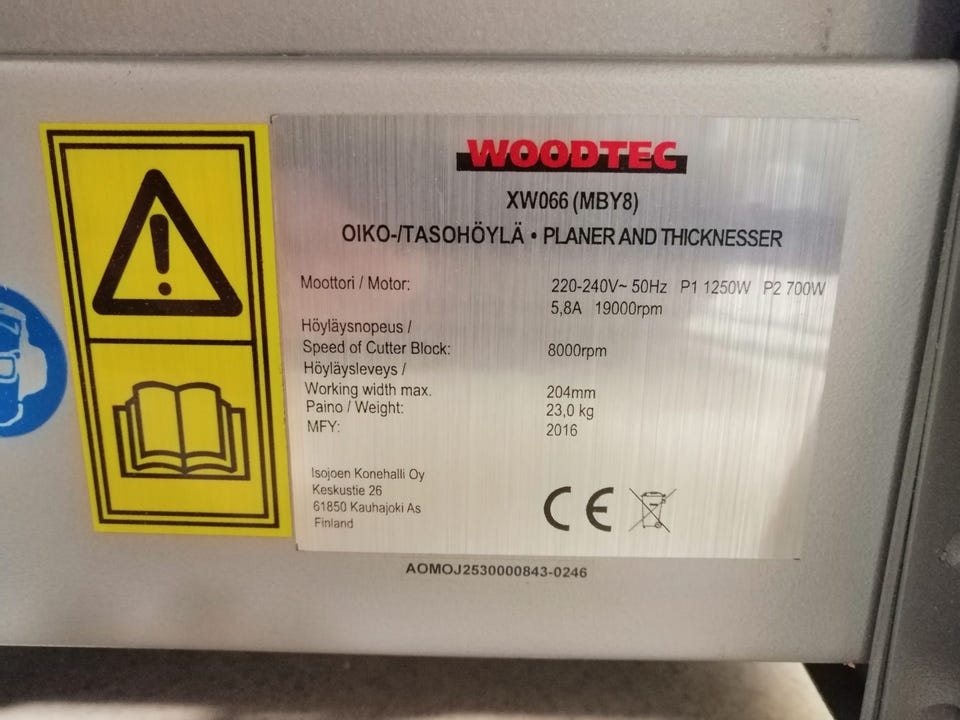 WOODTEC
XW066 (MBY8)
OIKO-/TASOHÖYLÄ • PLANER AND THICKNESSER
Moottori / Motor: 220-240V~ 50Hz P1 1250W P2 700W
5,8A 19000rpm
Höyläysnopeus /
Speed of Cutter Block: 8000rpm
Höyläysleveys /
Working width max. 204mm
Paino / Weight: 23,0 kg
MFY: 2016
Isojoen Konehalli Oy
Keskustie 26
61850 Kauhajoki As
Finland
CE
AOMOJ2530000843-0246